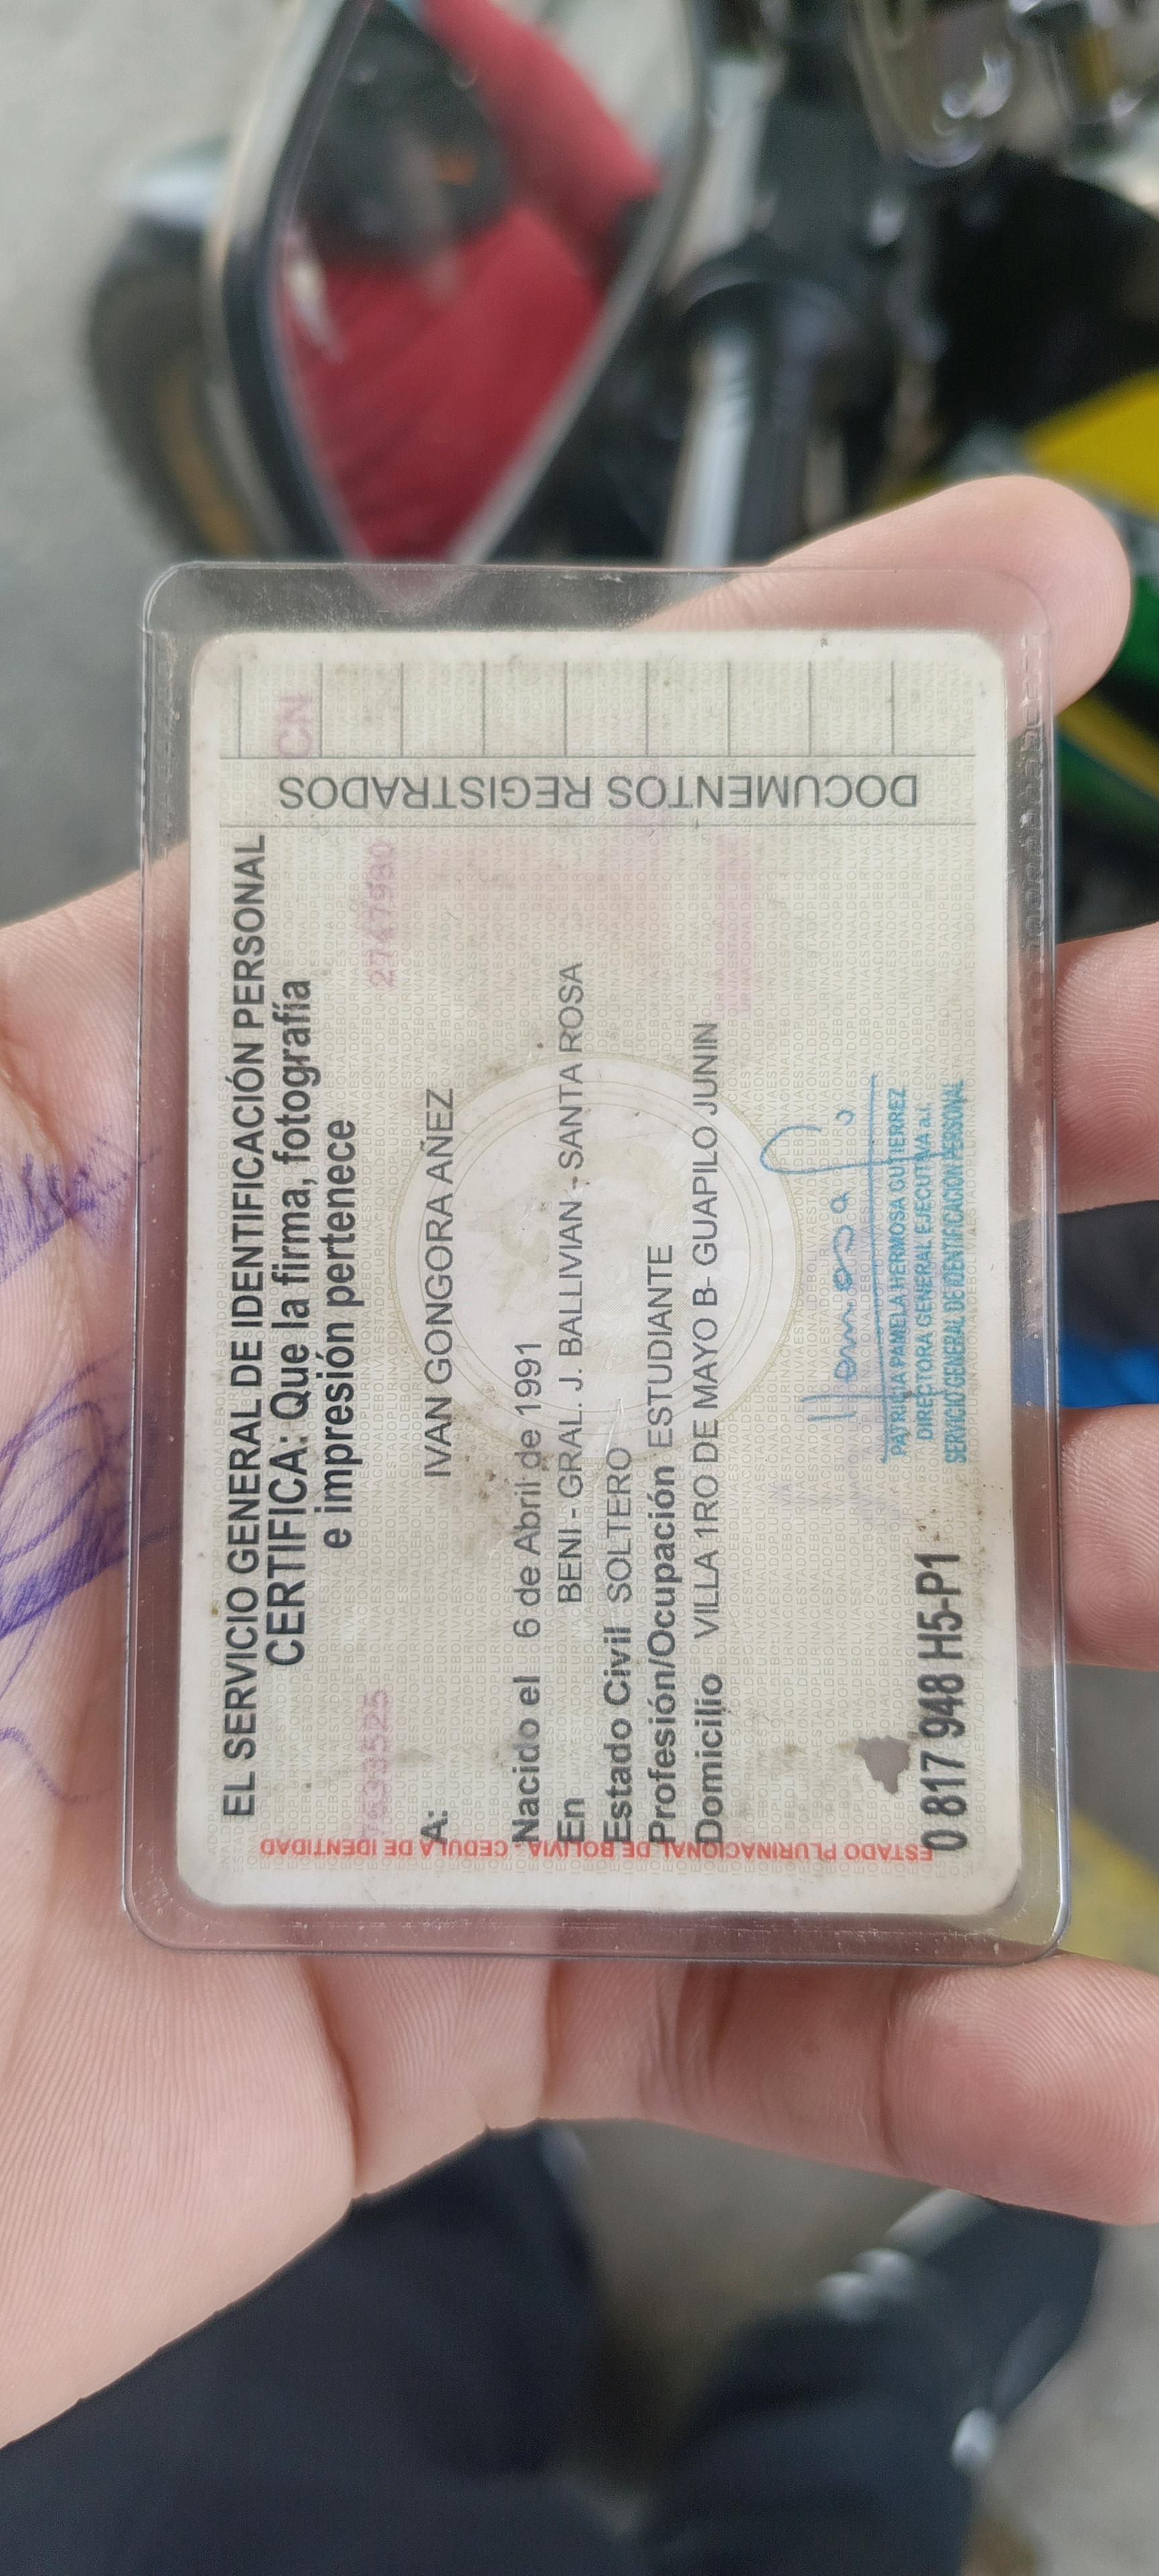 EL SERVICIO GENERAL DE IDENTIFICACIÓN PERSONAL
CERTIFICA: Que la firma, fotografía
e impresión pertenece
2747980
A: IVAN GONGORA AÑEZ
Nacido el 6 de Abril de 1991
En BENI - GRAL. J. BALLIVIAN - SANTA ROSA
Estado Civil SOLTERO
Profesión/Ocupación ESTUDIANTE
Domicilio VILLA 1RO DE MAYO B- GUAPILO JUNIN
PATRICIA PAMELA HERMOSA GUTIERREZ
DIRECTORA GENERAL EJECUTIVA a.i.
SERVICIO GENERAL DE IDENTIFICACION PERSONAL
0 817 948 H5-P1
ESTADO PLURINACIONAL DE BOLIVIA - CEDULA DE IDENTIDAD
DOCUMENTOS REGISTRADOS
CN